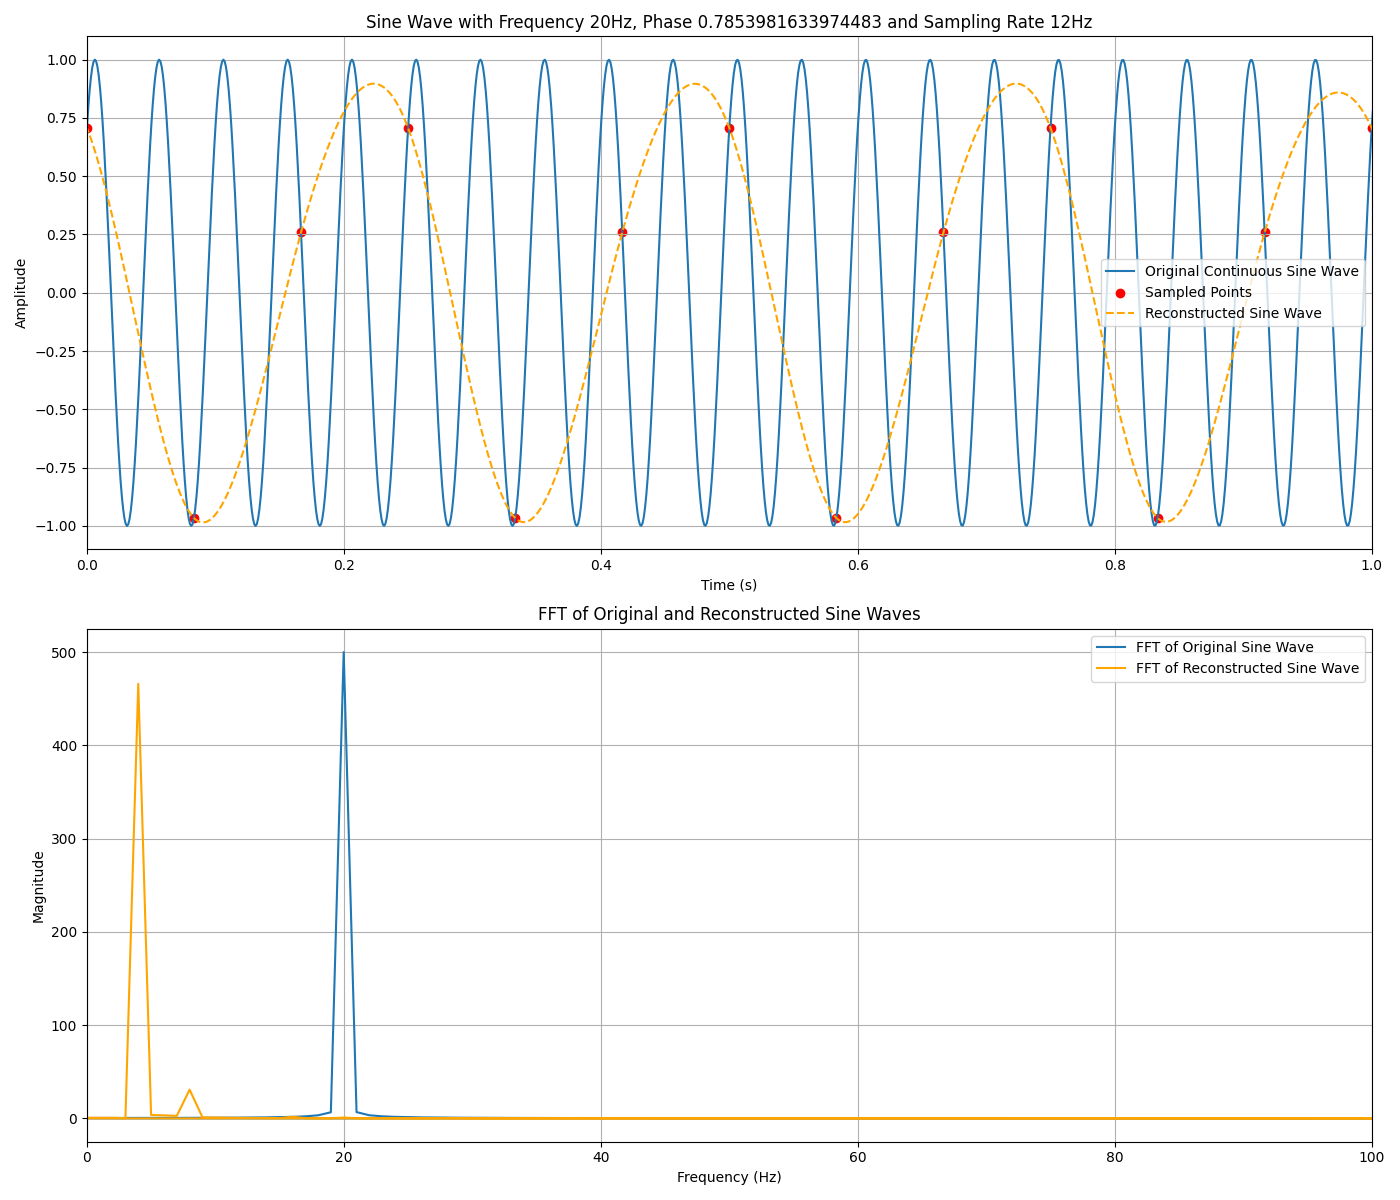 Sine Wave with Frequency 20Hz, Phase 0.7853981633974483 and Sampling Rate 12Hz
1.00
0.75
0.50
0.25
0.00
−0.25
−0.50
−0.75
−1.00
Amplitude
Original Continuous Sine Wave
Sampled Points
Reconstructed Sine Wave
0.0 0.2 0.4 0.6 0.8 1.0
Time (s)
FFT of Original and Reconstructed Sine Waves
500
400
300
200
100
0
Magnitude
FFT of Original Sine Wave
FFT of Reconstructed Sine Wave
0 20 40 60 80 100
Frequency (Hz)